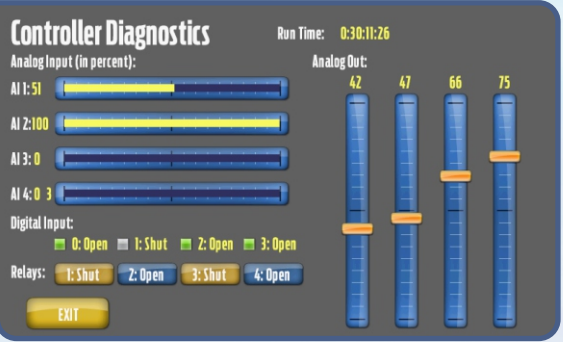 Controller Diagnostics
Run Time: 0:30:11:26
Analog Input (in percent):
Analog Out:
42 47 66 75
AI 1: 51
AI 2:100
AI 3: 0
AI 4: 0 3
Digital Input:
0: Open 1: Shut 2: Open 3: Open
Relays: 1: Shut 2: Open 3: Shut 4: Open
EXIT